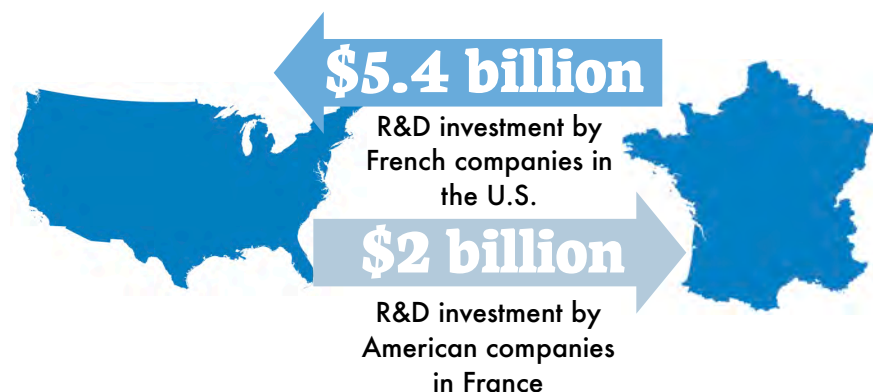 $5.4 billion
R&D investment by
French companies in
the U.S.
$2 billion
R&D investment by
American companies
in France